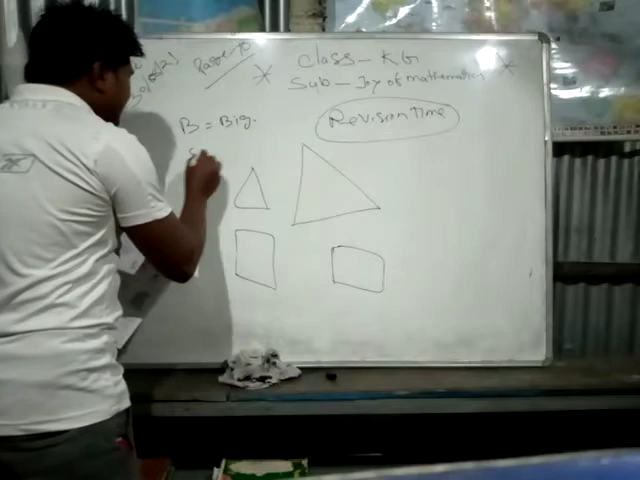 Page-70
Class - KG
Sub - Joy of mathematics
B = Big.
Revision Time
S